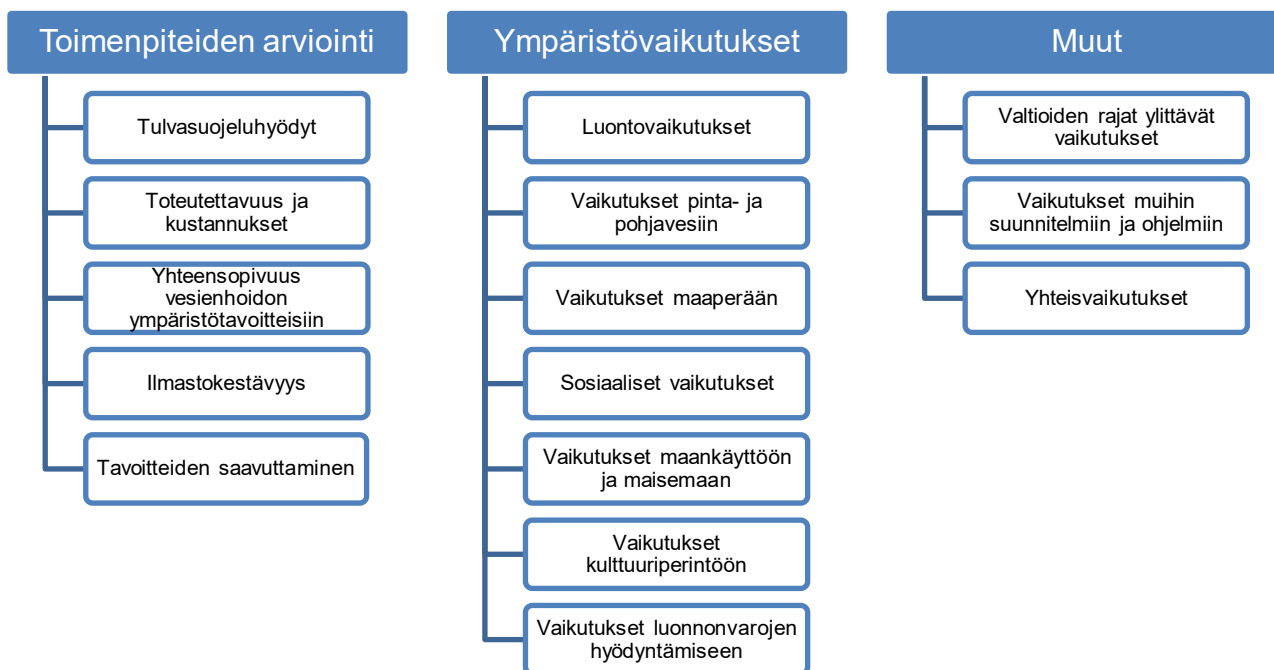 Toimenpiteiden arviointi
Tulvasuojeluhyödyt
Toteutettavuus ja
kustannukset
Yhteensopivuus
vesienhoidon
ympäristötavoitteisiin
Ilmastokestävyys
Tavoitteiden saavuttaminen
Ympäristövaikutukset
Luontovaikutukset
Vaikutukset pinta- ja
pohjavesiin
Vaikutukset maaperään
Sosiaaliset vaikutukset
Vaikutukset maankäyttöön
ja maisemaan
Vaikutukset
kulttuuriperintöön
Vaikutukset luonnonvarojen
hyödyntämiseen
Muut
Valtioiden rajat ylittävät
vaikutukset
Vaikutukset muihin
suunnitelmiin ja ohjelmiin
Yhteisvaikutukset